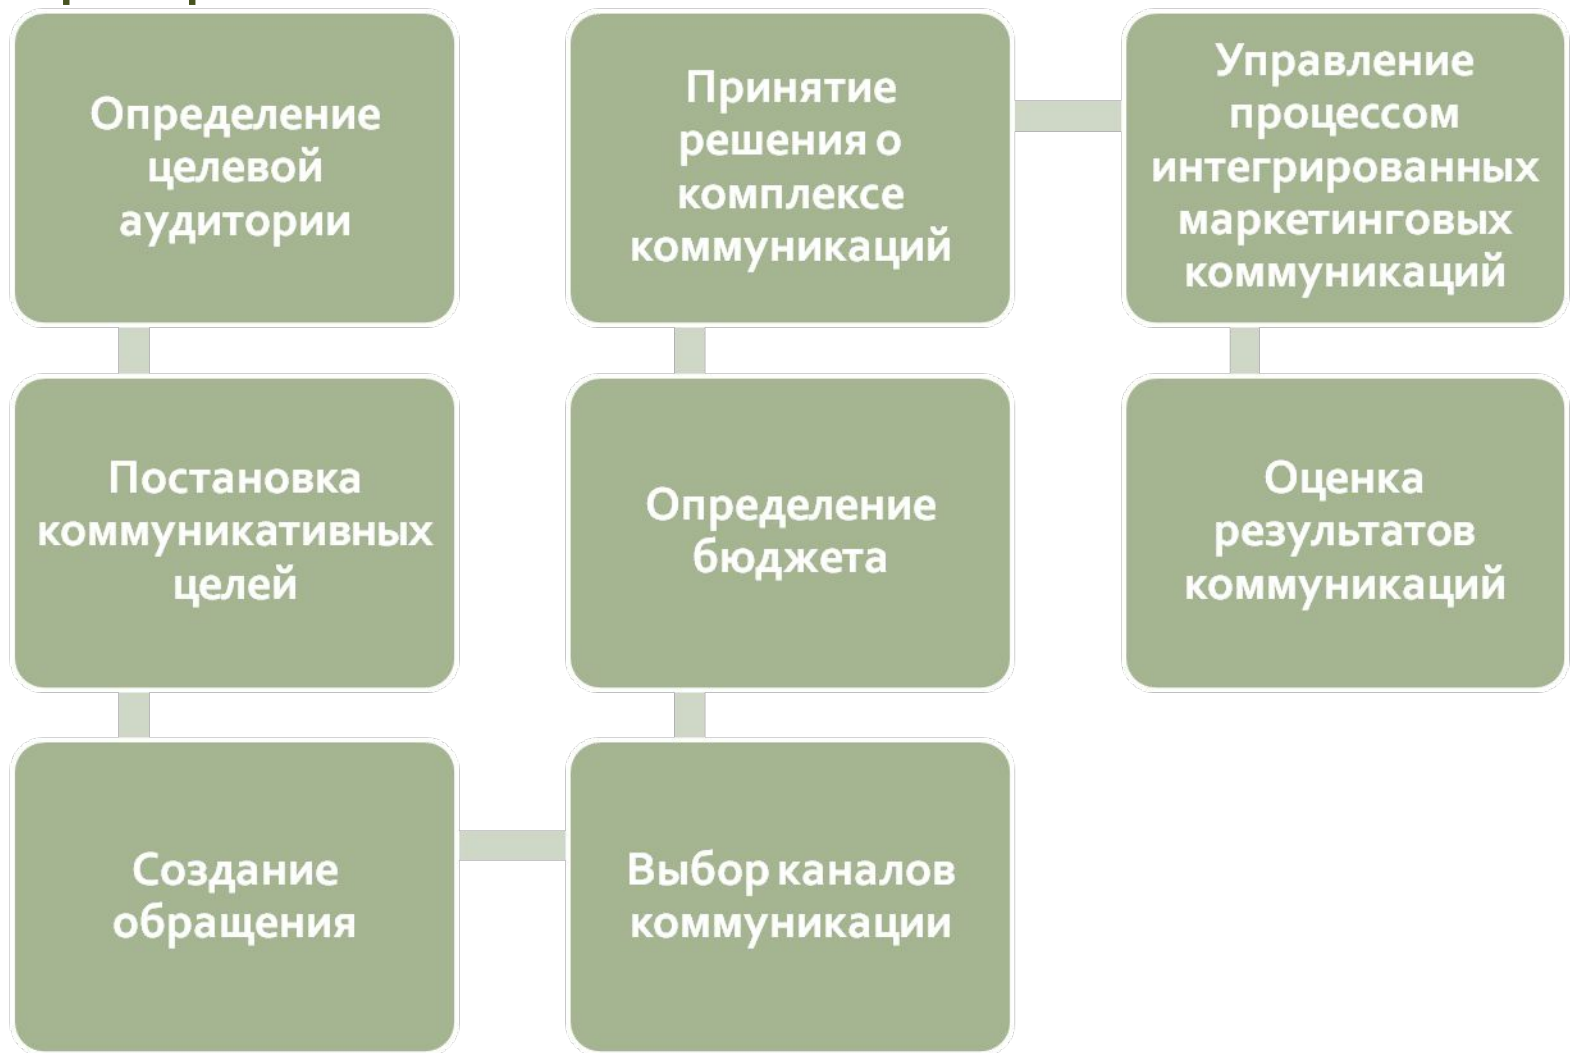 Определение
целевой
аудитории
Постановка
коммуникативных
целей
Создание
обращения
Выбор каналов
коммуникации
Определение
бюджета
Принятие
решения о
комплексе
коммуникаций
Управление
процессом
интегрированных
маркетинговых
коммуникаций
Оценка
результатов
коммуникаций